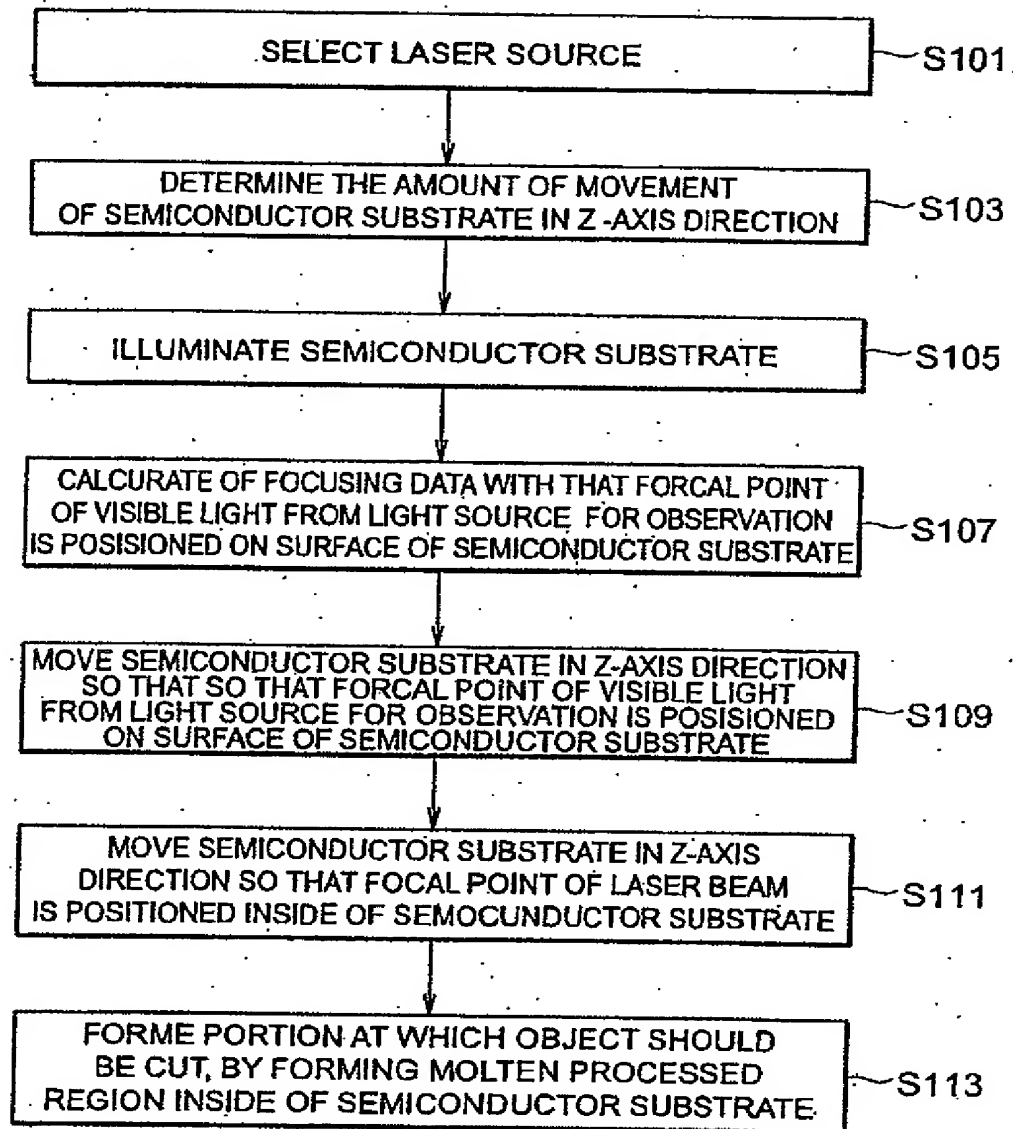 SELECT LASER SOURCE
S101
DETERMINE THE AMOUNT OF MOVEMENT
OF SEMICONDUCTOR SUBSTRATE IN Z-AXIS DIRECTION
S103
ILLUMINATE SEMICONDUCTOR SUBSTRATE
S105
CALCURATE OF FOCUSING DATA WITH THAT FORCAL POINT
OF VISIBLE LIGHT FROM LIGHT SOURCE FOR OBSERVATION
IS POSISIONED ON SURFACE OF SEMICONDUCTOR SUBSTRATE
S107
MOVE SEMICONDUCTOR SUBSTRATE IN Z-AXIS DIRECTION
SO THAT SO THAT FORCAL POINT OF VISIBLE LIGHT
FROM LIGHT SOURCE FOR OBSERVATION IS POSISIONED
ON SURFACE OF SEMICONDUCTOR SUBSTRATE
S109
MOVE SEMICONDUCTOR SUBSTRATE IN Z-AXIS
DIRECTION SO THAT FOCAL POINT OF LASER BEAM
IS POSITIONED INSIDE OF SEMOCUNDUCTOR SUBSTRATE
S111
FORME PORTION AT WHICH OBJECT SHOULD
BE CUT, BY FORMING MOLTEN PROCESSED
REGION INSIDE OF SEMICONDUCTOR SUBSTRATE
S113